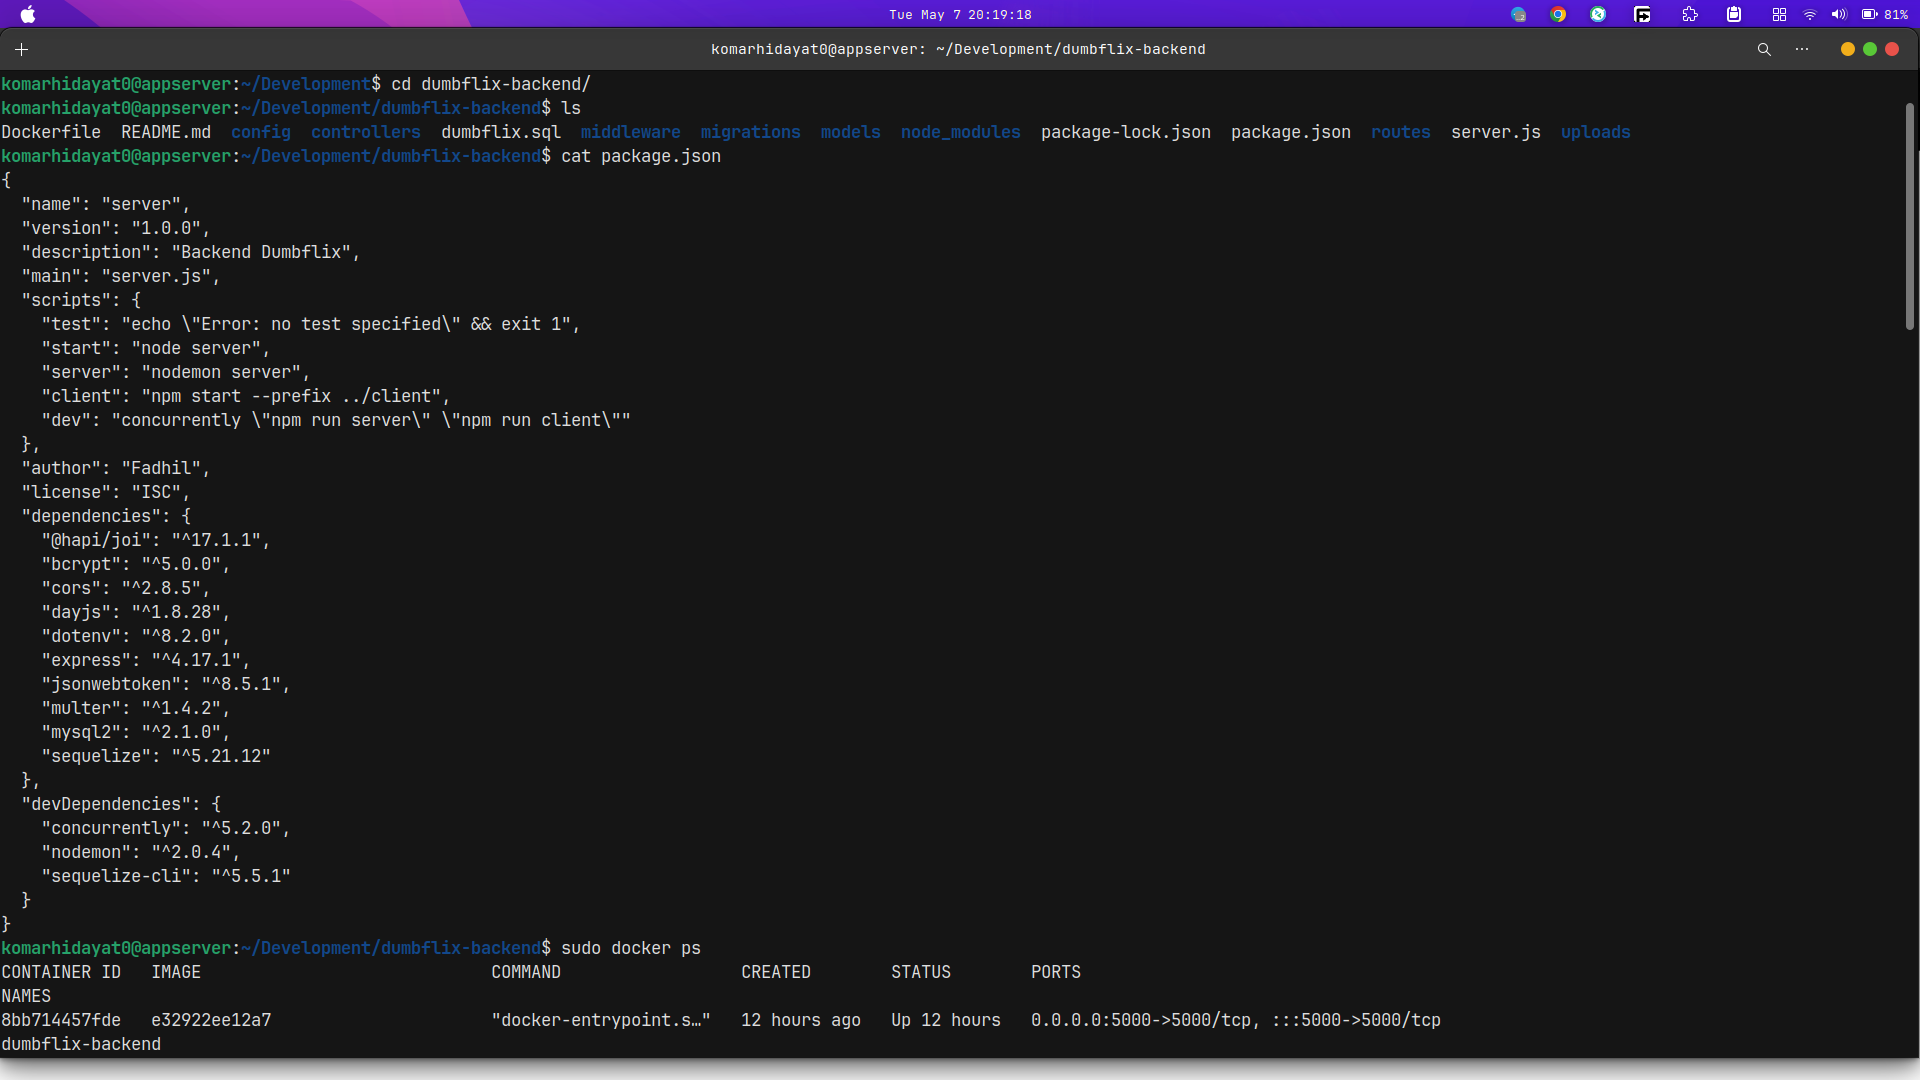 Tue May 7 20:19:18
81%
komarhidayat0@appserver: ~/Development/dumbflix-backend
komarhidayat0@appserver:~/Development$ cd dumbflix-backend/
komarhidayat0@appserver:~/Development/dumbflix-backend$ ls
Dockerfile  README.md  config  controllers  dumbflix.sql  middleware  migrations  models  node_modules  package-lock.json  package.json  routes  server.js  uploads
komarhidayat0@appserver:~/Development/dumbflix-backend$ cat package.json
{
  "name": "server",
  "version": "1.0.0",
  "description": "Backend Dumbflix",
  "main": "server.js",
  "scripts": {
    "test": "echo \"Error: no test specified\" && exit 1",
    "start": "node server",
    "server": "nodemon server",
    "client": "npm start --prefix ../client",
    "dev": "concurrently \"npm run server\" \"npm run client\""
  },
  "author": "Fadhil",
  "license": "ISC",
  "dependencies": {
    "@hapi/joi": "^17.1.1",
    "bcrypt": "^5.0.0",
    "cors": "^2.8.5",
    "dayjs": "^1.8.28",
    "dotenv": "^8.2.0",
    "express": "^4.17.1",
    "jsonwebtoken": "^8.5.1",
    "multer": "^1.4.2",
    "mysql2": "^2.1.0",
    "sequelize": "^5.21.12"
  },
  "devDependencies": {
    "concurrently": "^5.2.0",
    "nodemon": "^2.0.4",
    "sequelize-cli": "^5.5.1"
  }
}
komarhidayat0@appserver:~/Development/dumbflix-backend$ sudo docker ps
CONTAINER ID   IMAGE                             COMMAND                  CREATED        STATUS        PORTS
NAMES
8bb714457fde   e32922ee12a7                      "docker-entrypoint.s…"   12 hours ago   Up 12 hours   0.0.0.0:5000->5000/tcp, :::5000->5000/tcp
dumbflix-backend